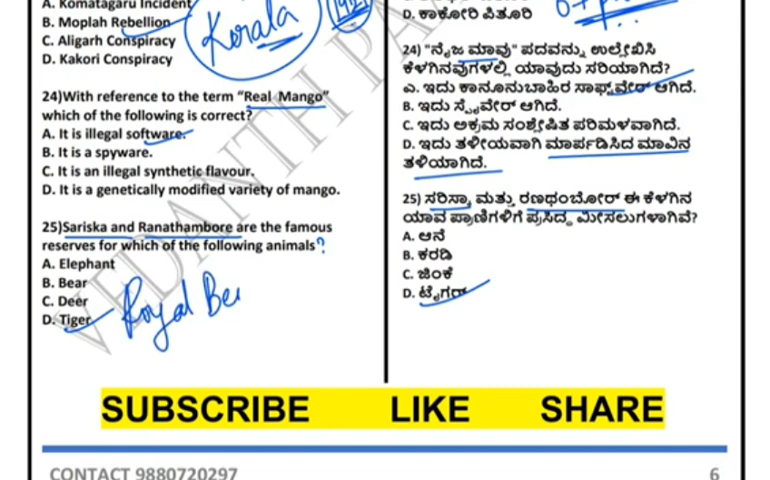 A. Komatagaru Incident
B. Moplah Rebellion
C. Aligarh Conspiracy
D. Kakori Conspiracy
Kerala
1921
24)With reference to the term “Real Mango”
which of the following is correct?
A. It is illegal software.
B. It is a spyware.
C. It is an illegal synthetic flavour.
D. It is a genetically modified variety of mango.
25)Sariska and Ranathambore are the famous
reserves for which of the following animals?
A. Elephant
B. Bear
C. Deer
D. Tiger
Royal Be
D. ಕಾಕೋರಿ ಪಿತೂರಿ
24) "ನೈಜ ಮಾವು" ಪದವನ್ನು ಉಲ್ಲೇಖಿಸಿ
ಕೆಳಗಿನವುಗಳಲ್ಲಿ ಯಾವುದು ಸರಿಯಾಗಿದೆ?
ಎ. ಇದು ಕಾನೂನುಬಾಹಿರ ಸಾಫ್ಟ್‌ವೇರ್ ಆಗಿದೆ.
B. ಇದು ಸ್ಪೈವೇರ್ ಆಗಿದೆ.
C. ಇದು ಅಕ್ರಮ ಸಂಶ್ಲೇಷಿತ ಪರಿಮಳವಾಗಿದೆ.
D. ಇದು ತಳೀಯವಾಗಿ ಮಾರ್ಪಡಿಸಿದ ಮಾವಿನ
ತಳಿಯಾಗಿದೆ.
25) ಸರಿಸ್ಕಾ ಮತ್ತು ರಣಥಂಬೋರ್ ಈ ಕೆಳಗಿನ
ಯಾವ ಪ್ರಾಣಿಗಳಿಗೆ ಪ್ರಸಿದ್ಧ ಮೀಸಲುಗಳಾಗಿವೆ?
A. ಆನೆ
B. ಕರಡಿ
C. ಜಿಂಕೆ
D. ಟೈಗರ್
VEDANTH PA
SUBSCRIBE LIKE SHARE
CONTACT 9880720297
6